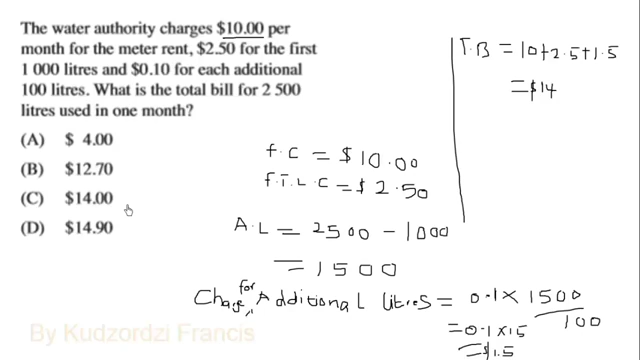 The water authority charges $10.00 per
month for the meter rent, $2.50 for the first
1 000 litres and $0.10 for each additional
100 litres. What is the total bill for 2 500
litres used in one month?
(A) $ 4.00
(B) $12.70
(C) $14.00
(D) $14.90
f.C = $10.00
f.T.L.C = $2.50
A.L = 2500 - 1000
= 1500
Charge for Additional litres = 0.1 × 1500/100
= 0.1 × 15
= $1.5
T.B = 10+2.5+1.5
= $14
By Kudzordzi Francis